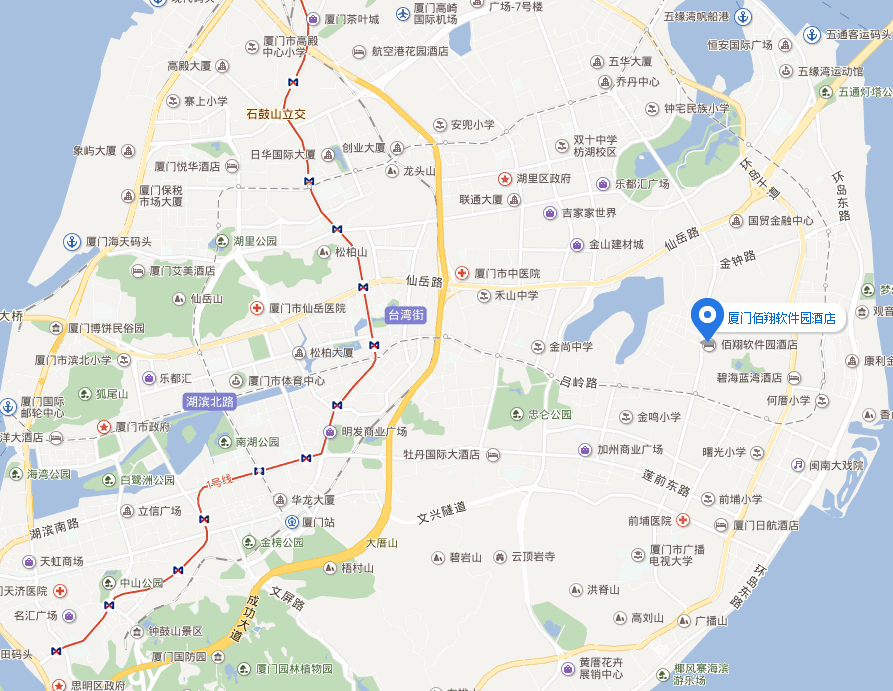 厦门茶叶城
厦门高崎
国际机场
广场-7号楼
五缘湾帆船港
五通客运码头
厦门市高殿
中心小学
航空港花园酒店
恒安国际广场
高殿大厦
五华大厦
乔丹中心
五缘湾运动馆
五通灯塔公
寨上小学
石鼓山立交
钟宅民族小学
安兜小学
象屿大厦
日华国际大厦
创业大厦
双十中学
枋湖校区
厦门悦华酒店
龙头山
湖里区政府
乐都汇广场
环岛干道
环岛东路
厦门保税
市场大厦
联通大厦
吉家家世界
国贸金融中心
厦门海天码头
湖里公园
松柏山
金山建材城
仙岳路
金钟路
厦门艾美酒店
仙岳路
厦门市中医院
禾山中学
仙岳山
厦门市仙岳医院
台湾街
大桥
厦门博饼民俗园
厦门佰翔软件园酒店
观音
梦
佰翔软件园酒店
金尚中学
松柏大厦
厦门市滨北小学
康利金
乐都汇
厦门市体育中心
吕岭路
碧海蓝湾酒店
狐尾山
湖滨北路
何厝小学
厦门国际
邮轮中心
忠仑公园
金鸣小学
香山
厦门市政府
明发商业广场
洋大酒店
南湖公园
牡丹国际大酒店
加州商业广场
曙光小学
闽南大戏院
海湾公园
白鹭洲公园
1号线
莲前东路
华龙大厦
前埔小学
立信广场
文兴隧道
湖滨南路
厦门站
前埔医院
厦门日航酒店
金榜公园
大厝山
厦门市广播
电视大学
天虹商场
碧岩山
云顶岩寺
梧村山
门天济医院
中山公园
洪脊山
环岛东路
成功大道
文屏路
名汇广场
高刘山
广播山
钟鼓山景区
田码头
厦门国防园
厦门园林植物园
黄厝花卉
展销中心
椰风寨海滨
游乐场
思明区政府